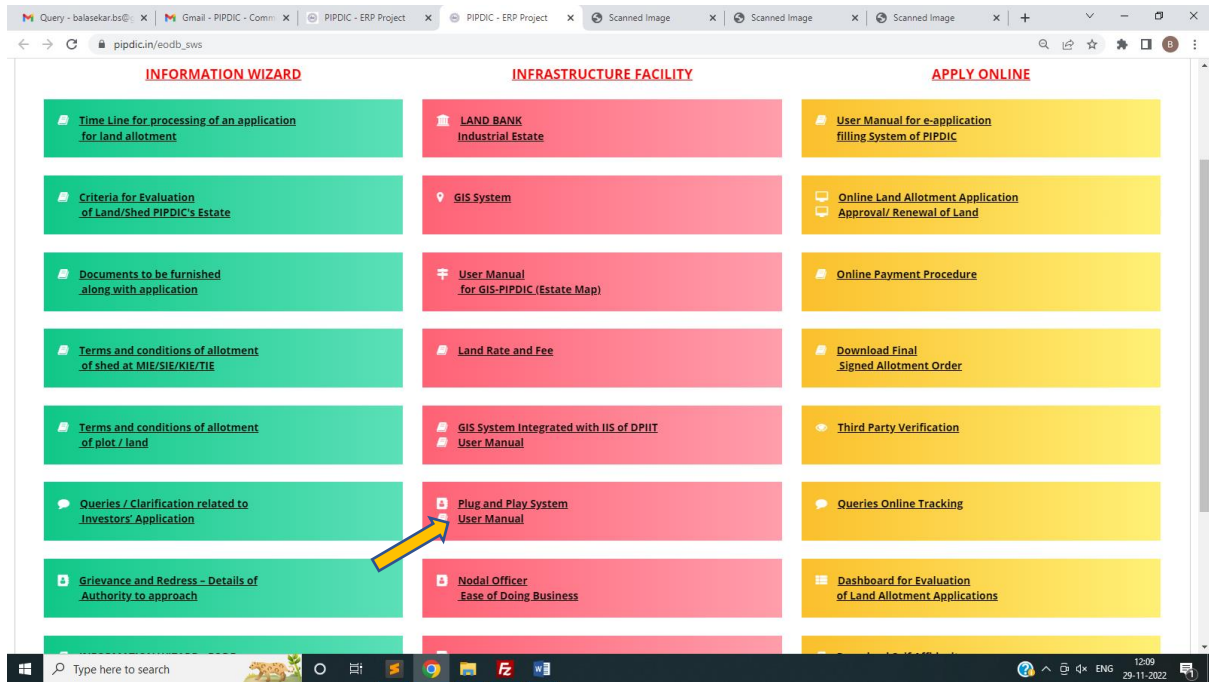 Query - balasekar.bs@
Gmail - PIPDIC - Comm
PIPDIC - ERP Project
PIPDIC - ERP Project
Scanned Image
Scanned Image
Scanned Image
pipdic.in/eodb_sws
B
INFORMATION WIZARD
INFRASTRUCTURE FACILITY
APPLY ONLINE
Time Line for processing of an application
for land allotment
LAND BANK
Industrial Estate
User Manual for e-application
filling System of PIPDIC
Criteria for Evaluation
of Land/Shed PIPDIC's Estate
GIS System
Online Land Allotment Application
Approval/ Renewal of Land
Documents to be furnished
along with application
User Manual
for GIS-PIPDIC (Estate Map)
Online Payment Procedure
Terms and conditions of allotment
of shed at MIE/SIE/KIE/TIE
Land Rate and Fee
Download Final
Signed Allotment Order
Terms and conditions of allotment
of plot / land
GIS System Integrated with IIS of DPIIT
User Manual
Third Party Verification
Queries / Clarification related to
Investors' Application
Plug and Play System
User Manual
Queries Online Tracking
Grievance and Redress – Details of
Authority to approach
Nodal Officer
Ease of Doing Business
Dashboard for Evaluation
of Land Allotment Applications
Type here to search
ENG
12:09
29-11-2022